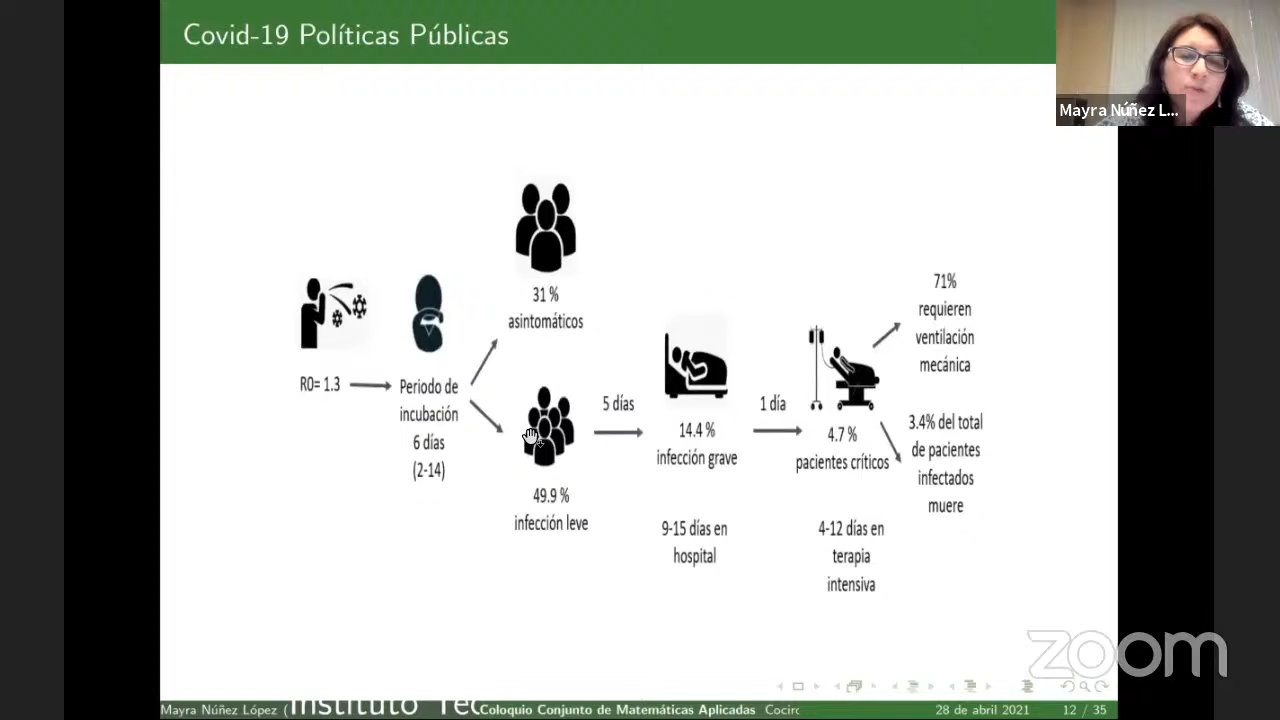 Covid-19 Políticas Públicas
Mayra Núñez L...
R0= 1.3
Periodo de
incubación
6 días
(2-14)
31 %
asintomáticos
49.9 %
infección leve
5 días
14.4 %
infección grave
9-15 días en
hospital
1 día
4.7 %
pacientes críticos
4-12 días en
terapia
intensiva
71%
requieren
ventilación
mecánica
3.4% del total
de pacientes
infectados
muere
zoom
Mayra Núñez López ( Instituto Tec Coloquio Conjunto de Matemáticas Aplicadas 28 de abril 2021 12 / 35